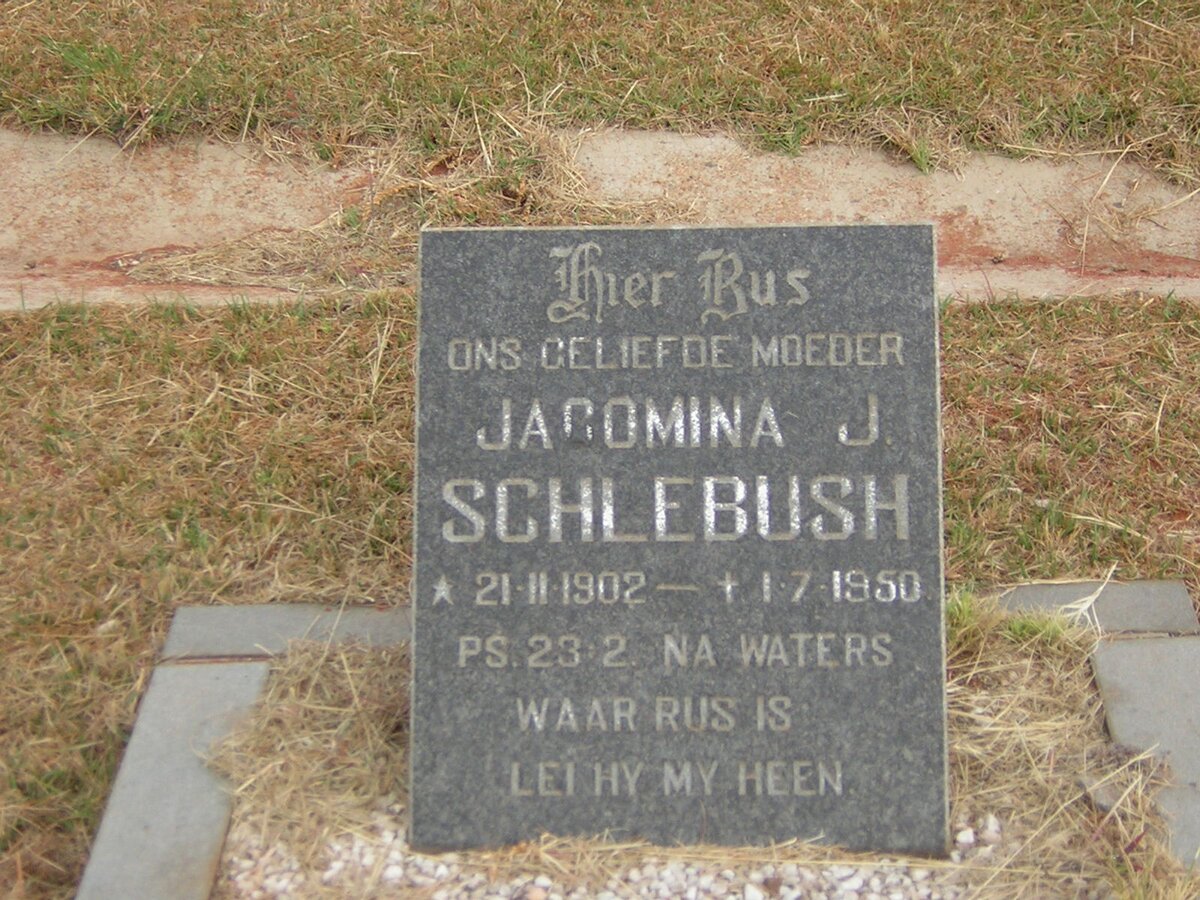 Hier Rus
ONS GELIEFDE MOEDER
JACOMINA J.
SCHLEBUSH
★ 21·11·1902 — † 1·7·1950
PS. 23:2. NA WATERS
WAAR RUS IS
LEI HY MY HEEN.